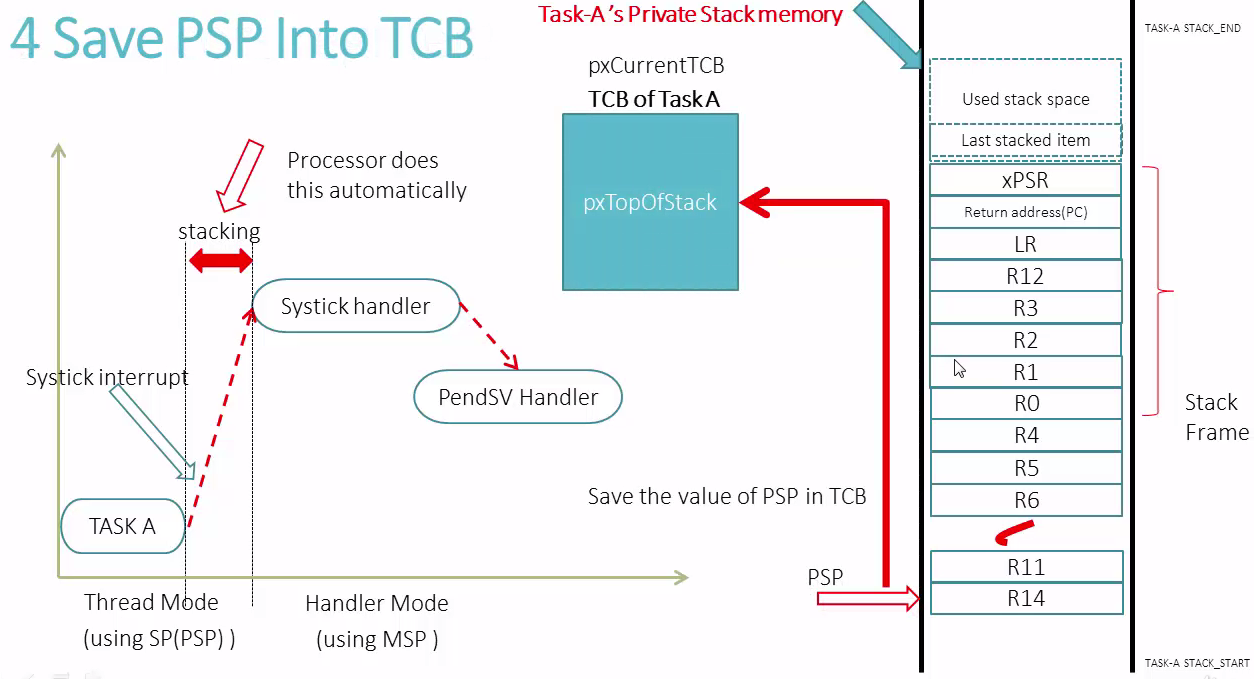 4 Save PSP Into TCB
Task-A's Private Stack memory
TASK-A STACK_END
pxCurrentTCB
TCB of Task A
pxTopOfStack
Processor does
this automatically
stacking
Systick handler
Systick interrupt
PendSV Handler
TASK A
Thread Mode
(using SP(PSP) )
Handler Mode
(using MSP )
Save the value of PSP in TCB
PSP
Used stack space
Last stacked item
xPSR
Return address(PC)
LR
R12
R3
R2
R1
R0
R4
R5
R6
R11
R14
Stack
Frame
TASK-A STACK_START